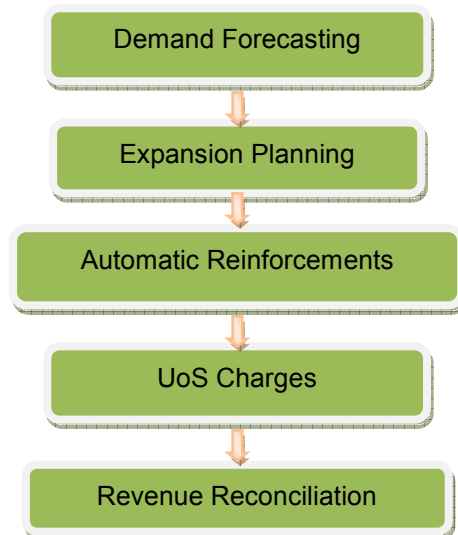 Demand Forecasting
Expansion Planning
Automatic Reinforcements
UoS Charges
Revenue Reconciliation